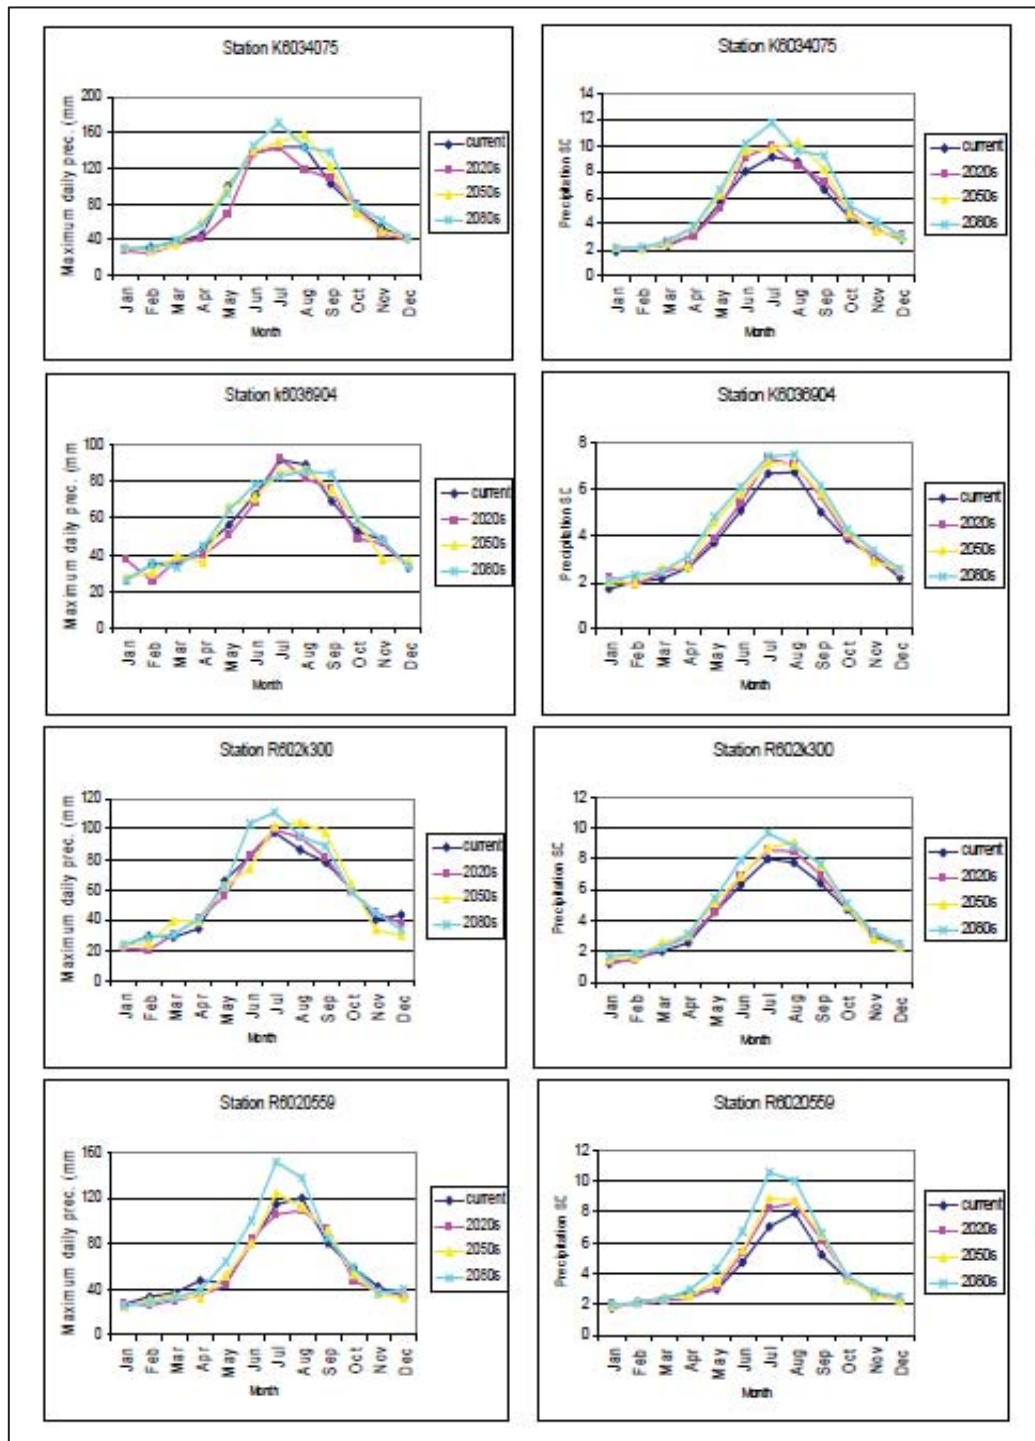 Station K6034075
Maximum daily prec. (mm
200
160
120
80
40
0
Jan Feb Mar Apr May Jun Jul Aug Sep Oct Nov Dec
Month
current
2020s
2050s
2080s
Station K6034075
Precipitation
14
12
10
8
6
4
2
0
Jan Feb Mar Apr May Jun Jul Aug Sep Oct Nov Dec
Month
current
2020s
2050s
2080s
Station k6036904
Maximum daily prec. (mm
100
80
60
40
20
0
Jan Feb Mar Apr May Jun Jul Aug Sep Oct Nov Dec
Month
current
2020s
2050s
2080s
Station K6036904
Precipitation
8
6
4
2
0
Jan Feb Mar Apr May Jun Jul Aug Sep Oct Nov Dec
Month
current
2020s
2050s
2080s
Station R602k300
Maximum daily prec. (mm
120
100
80
60
40
20
0
Jan Feb Mar Apr May Jun Jul Aug Sep Oct Nov Dec
Month
current
2020s
2050s
2080s
Station R602k300
Precipitation
12
10
8
6
4
2
0
Jan Feb Mar Apr May Jun Jul Aug Sep Oct Nov Dec
Month
current
2020s
2050s
2080s
Station R6020559
Maximum daily prec. (mm
160
120
80
40
0
Jan Feb Mar Apr May Jun Jul Aug Sep Oct Nov Dec
Month
current
2020s
2050s
2080s
Station R6020559
Precipitation
12
10
8
6
4
2
0
Jan Feb Mar Apr May Jun Jul Aug Sep Oct Nov Dec
Month
current
2020s
2050s
2080s